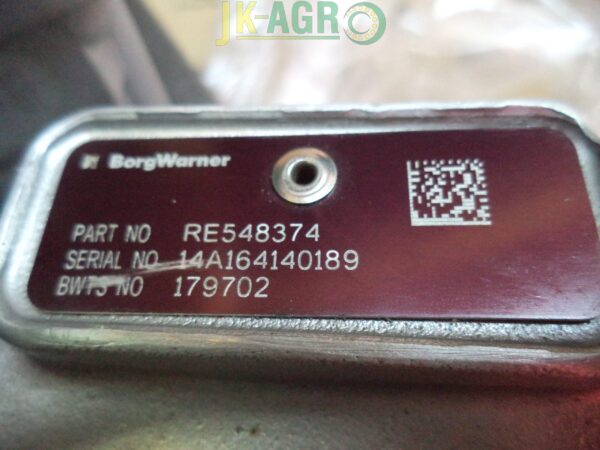 JK-AGRO
BorgWarner
PART NO RE548374
SERIAL NO 14A164140189
BWTS NO 179702